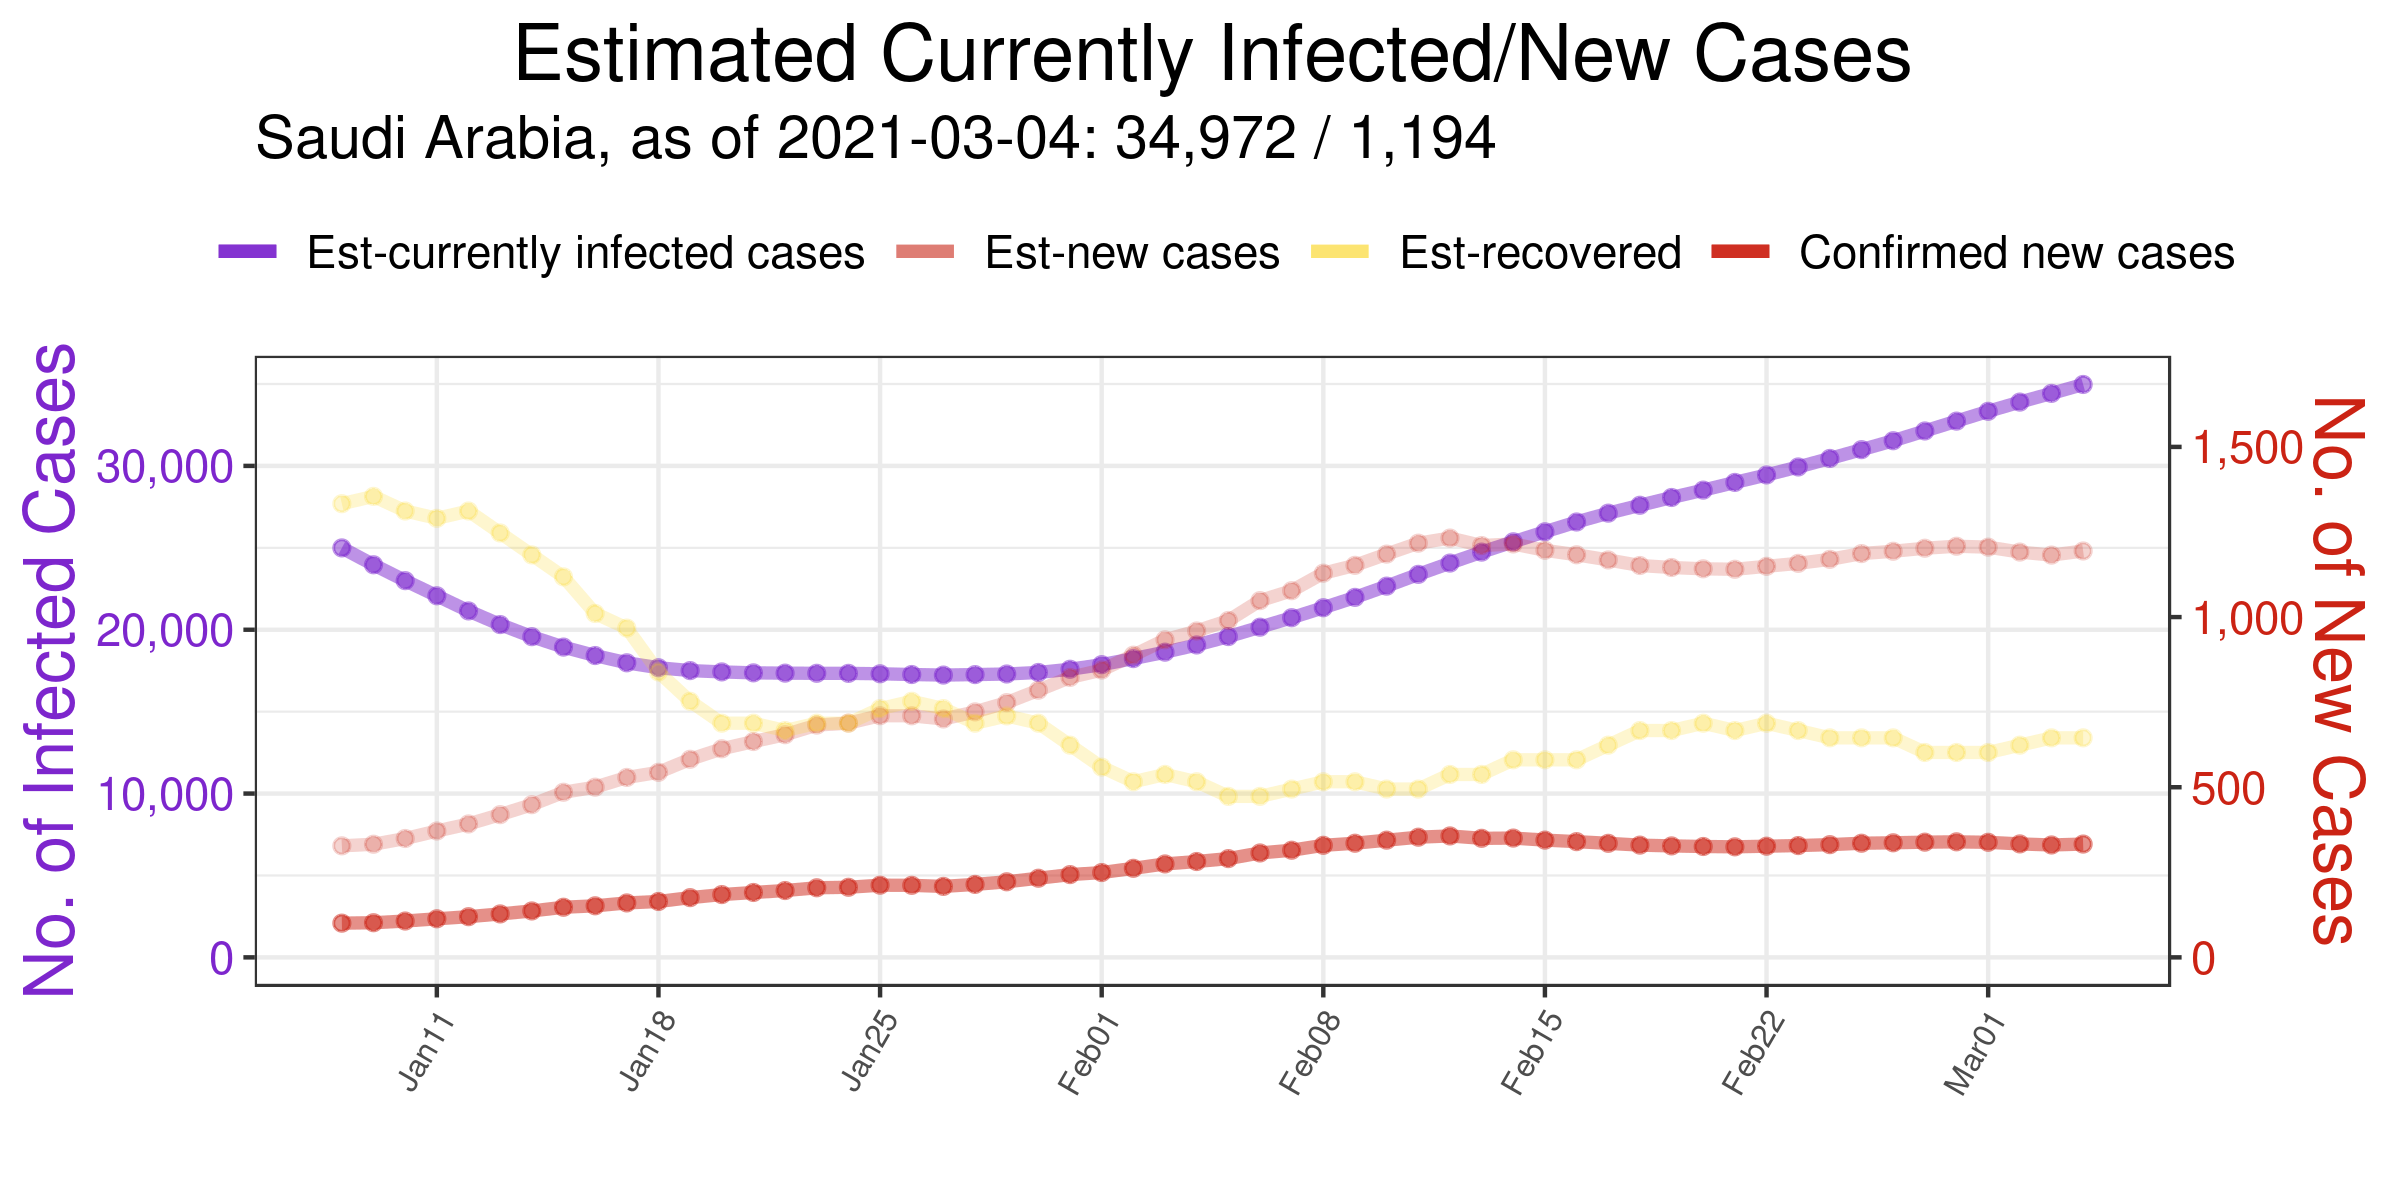 Estimated Currently Infected/New Cases
Saudi Arabia, as of 2021-03-04: 34,972 / 1,194
Est-currently infected cases Est-new cases Est-recovered Confirmed new cases
No. of Infected Cases
30,000
20,000
10,000
0
1,500
1,000
500
0
No. of New Cases
Jan11 Jan18 Jan25 Feb01 Feb08 Feb15 Feb22 Mar01